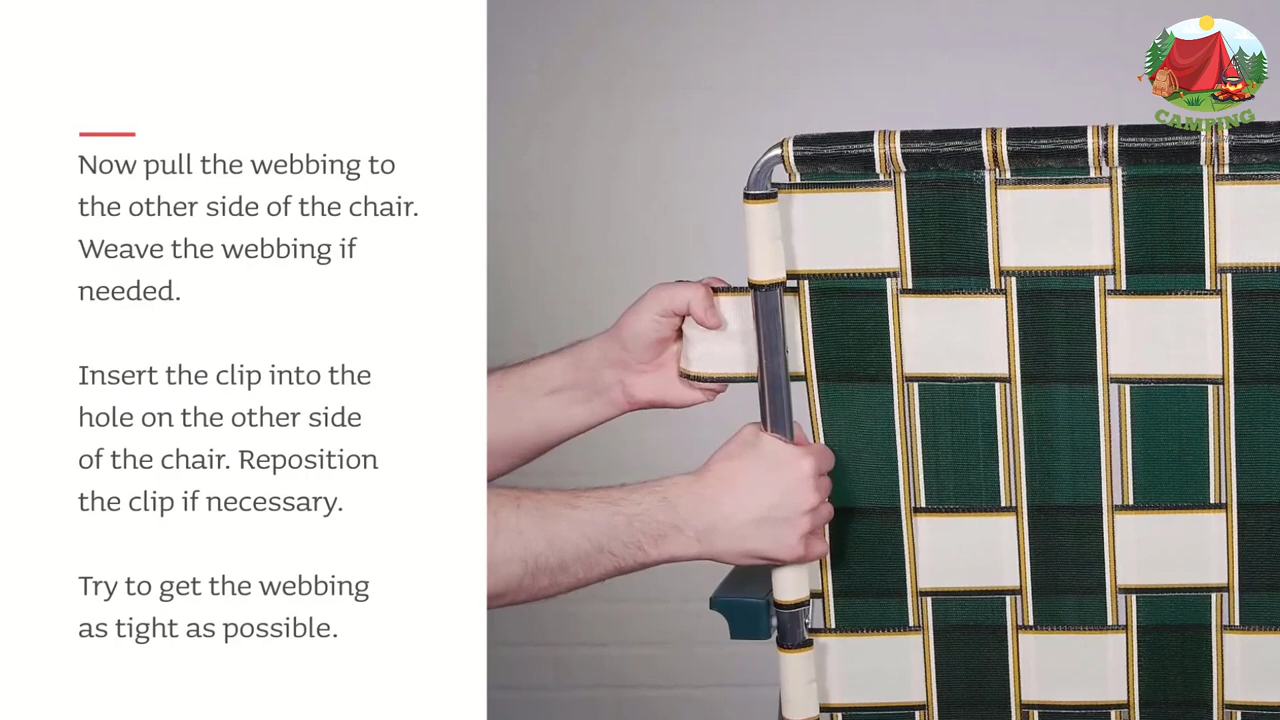 Now pull the webbing to
the other side of the chair.
Weave the webbing if
needed.
Insert the clip into the
hole on the other side
of the chair. Reposition
the clip if necessary.
Try to get the webbing
as tight as possible.
CAMPING